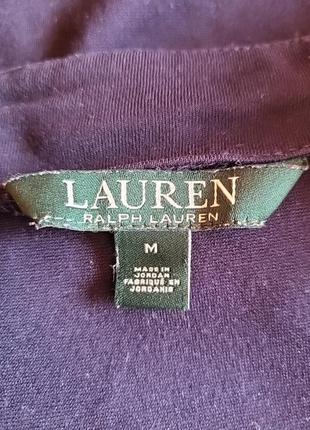 LAUREN
RALPH LAUREN
M
MADE IN
JORDAN
FABRIQUÉ EN
JORDANIE